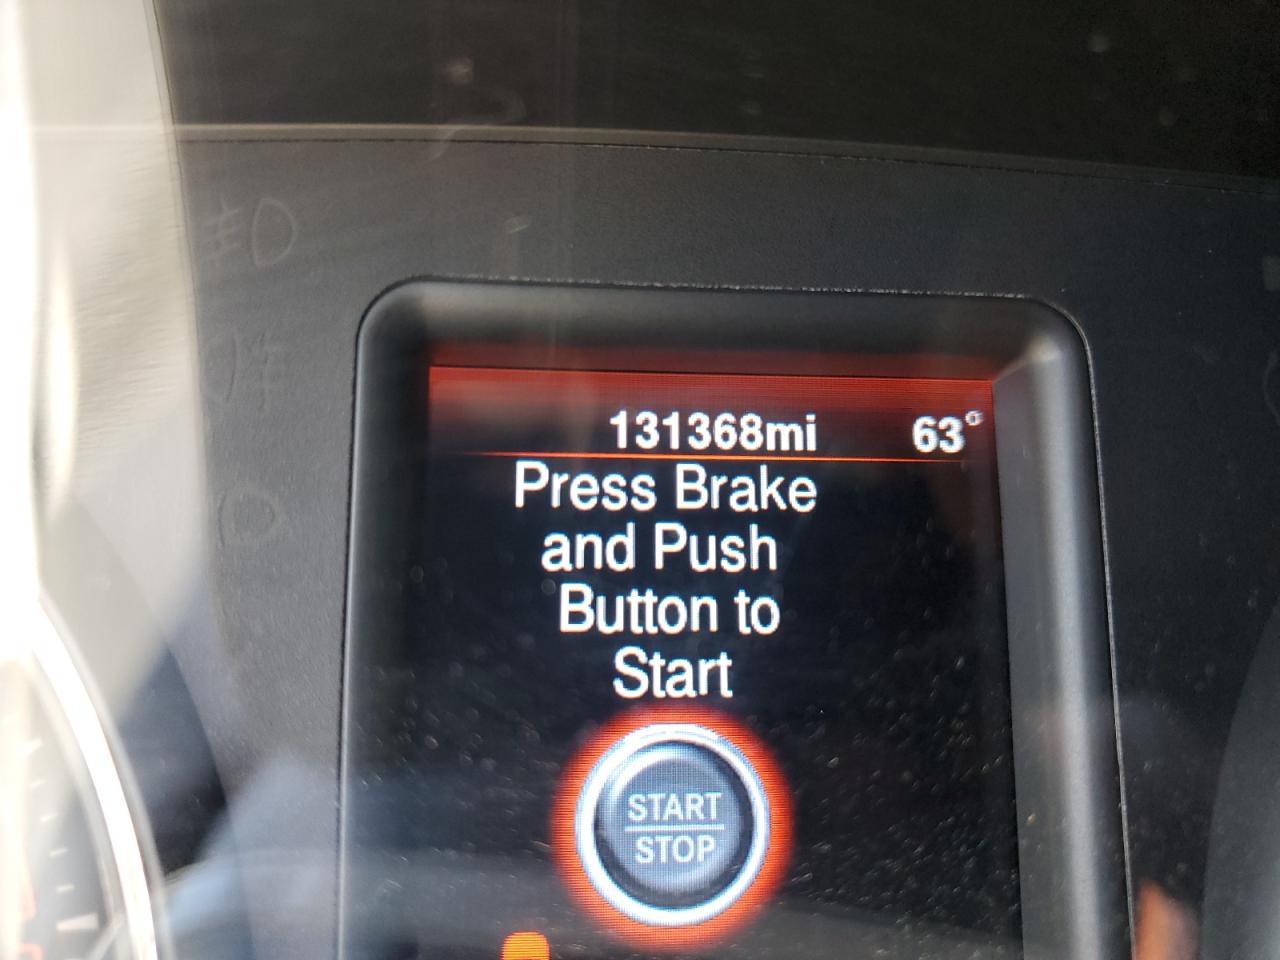 131368mi 63°
Press Brake
and Push
Button to
Start
START
STOP